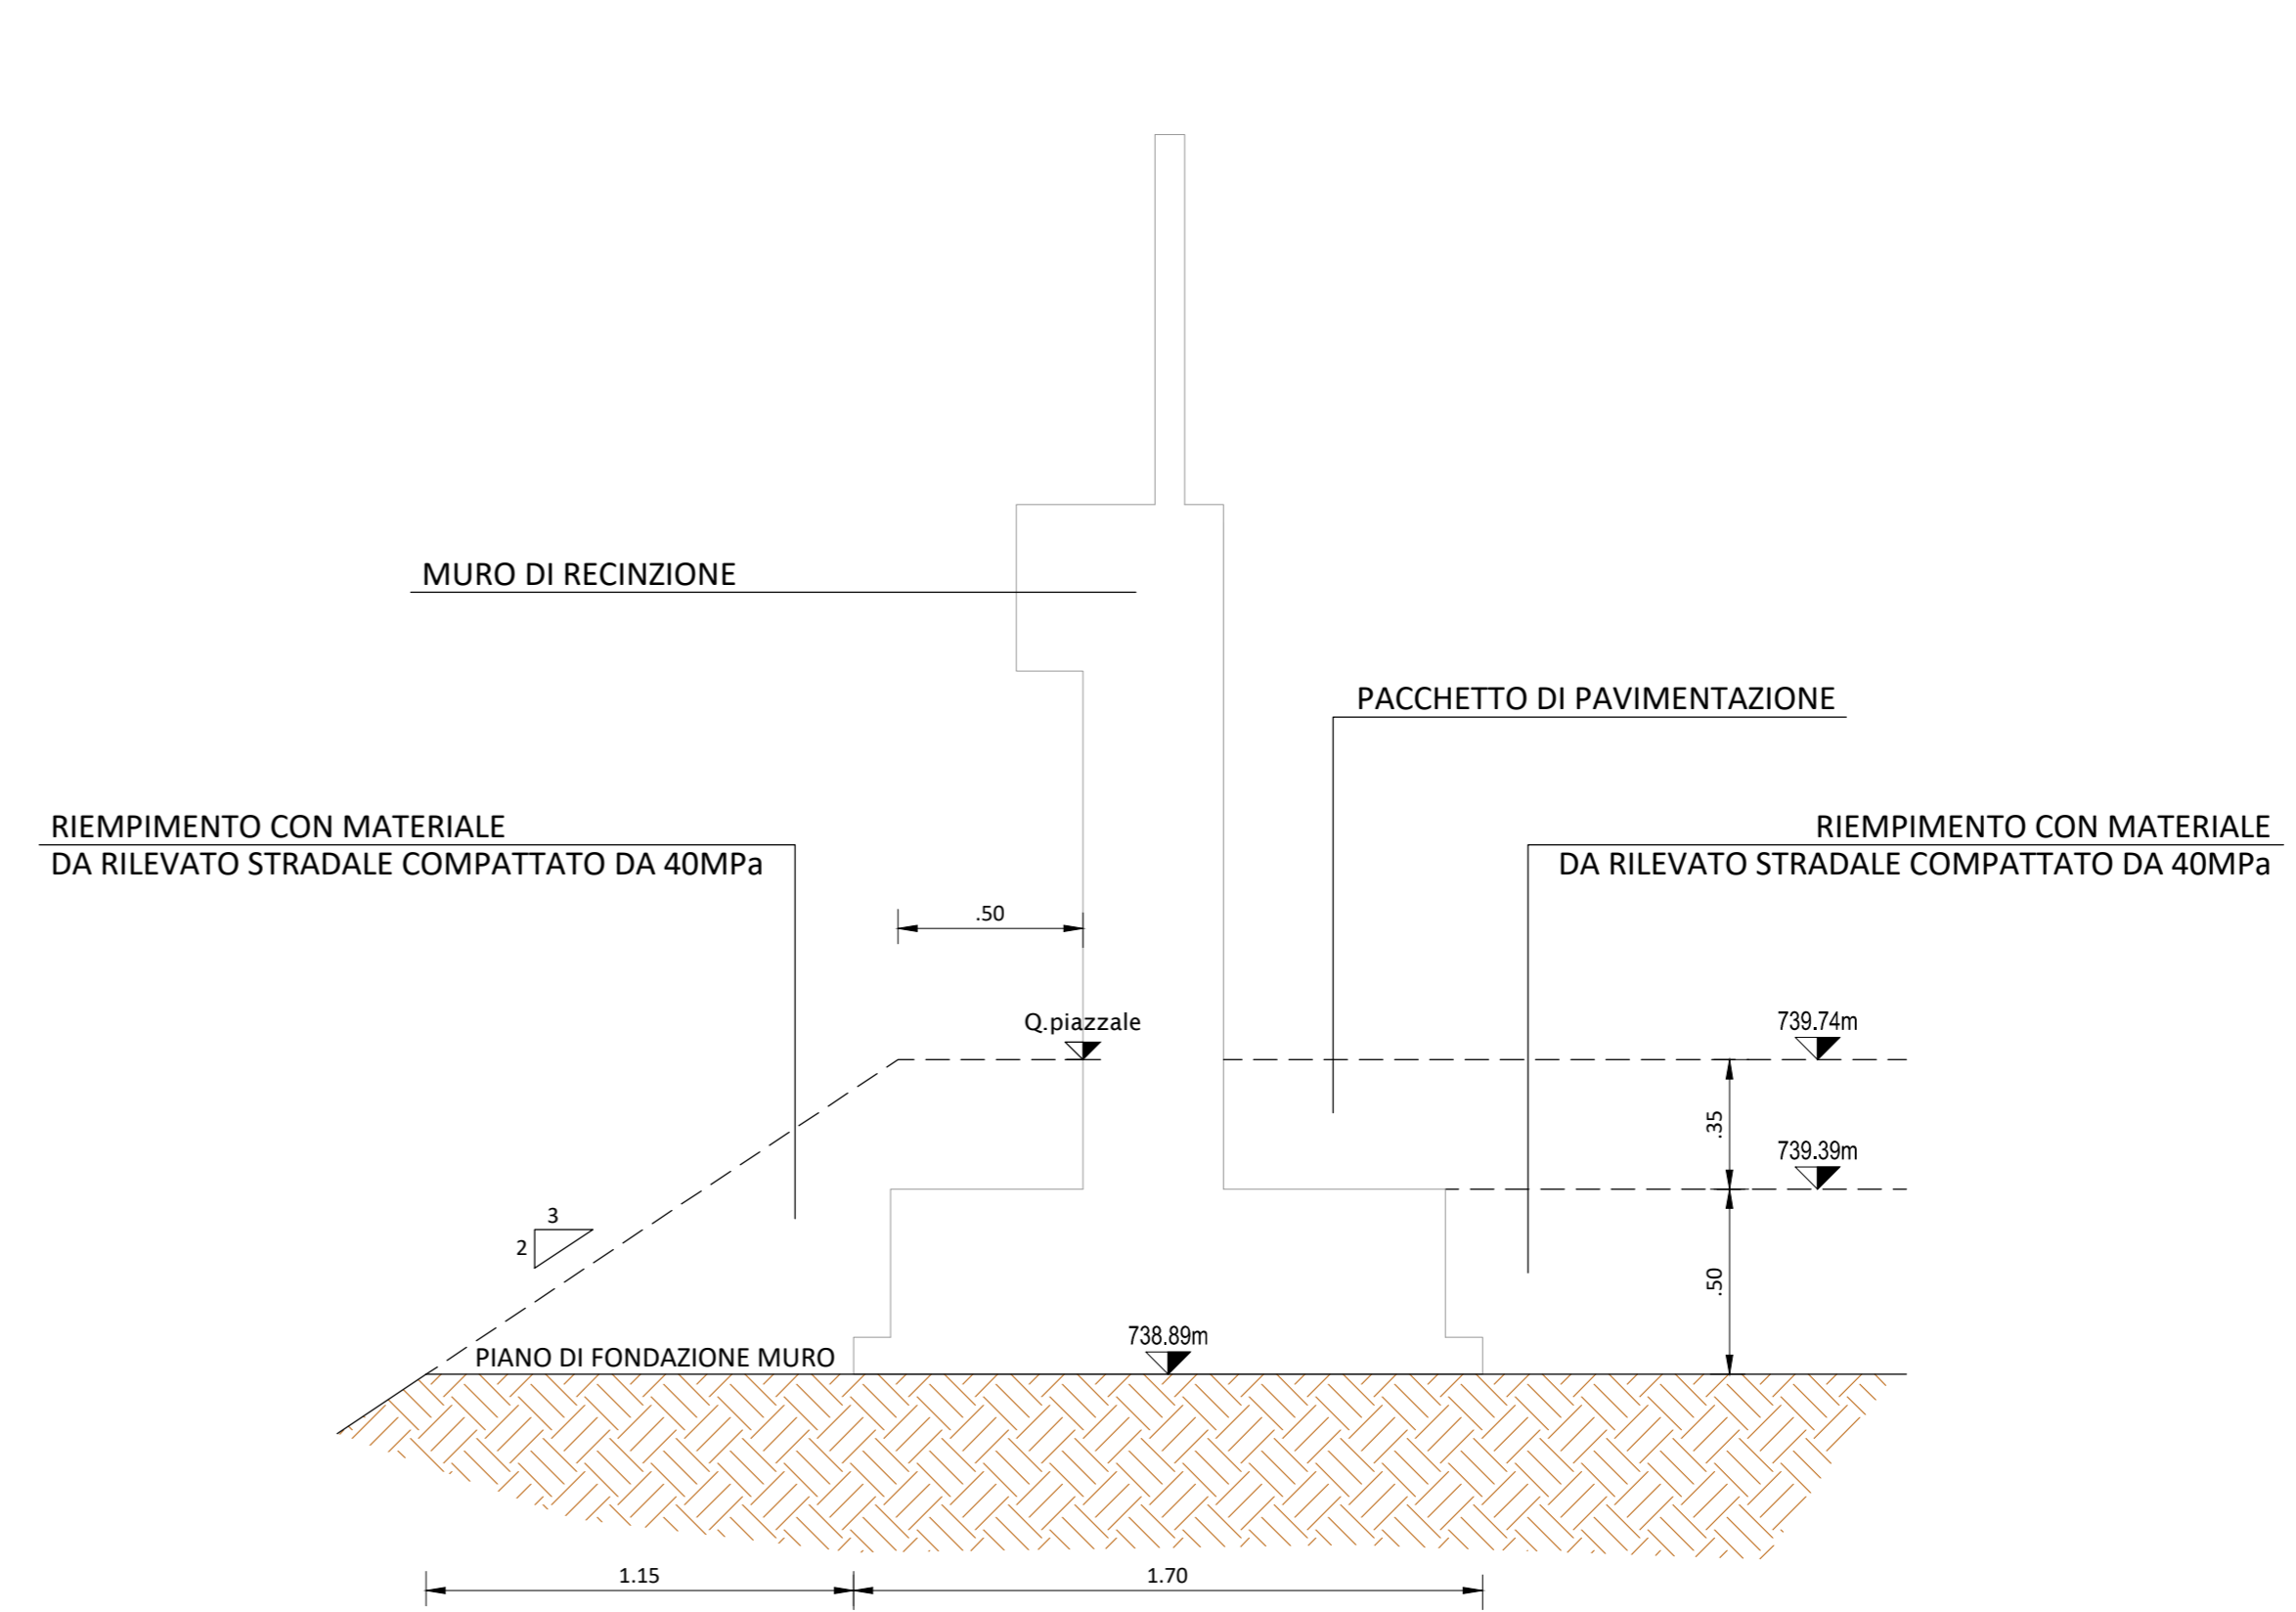 MURO DI RECINZIONE
PACCHETTO DI PAVIMENTAZIONE
RIEMPIMENTO CON MATERIALE
DA RILEVATO STRADALE COMPATTATO DA 40MPa
RIEMPIMENTO CON MATERIALE
DA RILEVATO STRADALE COMPATTATO DA 40MPa
.50
Q.piazzale
739.74m
.35
739.39m
3
2
.50
738.89m
PIANO DI FONDAZIONE MURO
1.15
1.70